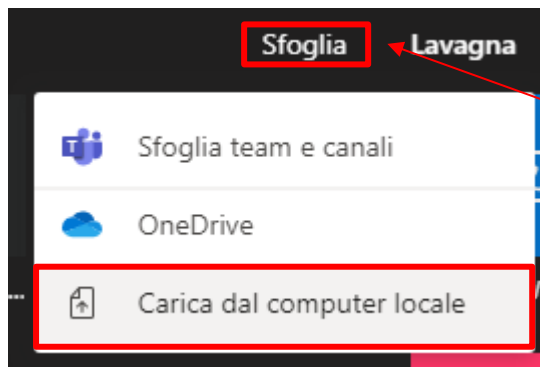 Sfoglia Lavagna
Sfoglia team e canali
OneDrive
Carica dal computer locale